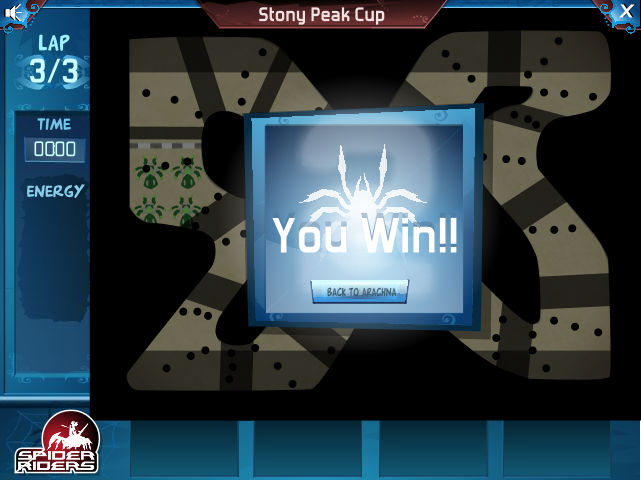 Stony Peak Cup
X
LAP
3/3
TIME
0000
ENERGY
You Win!!
BACK TO ARACHNA
SPIDER
RIDERS